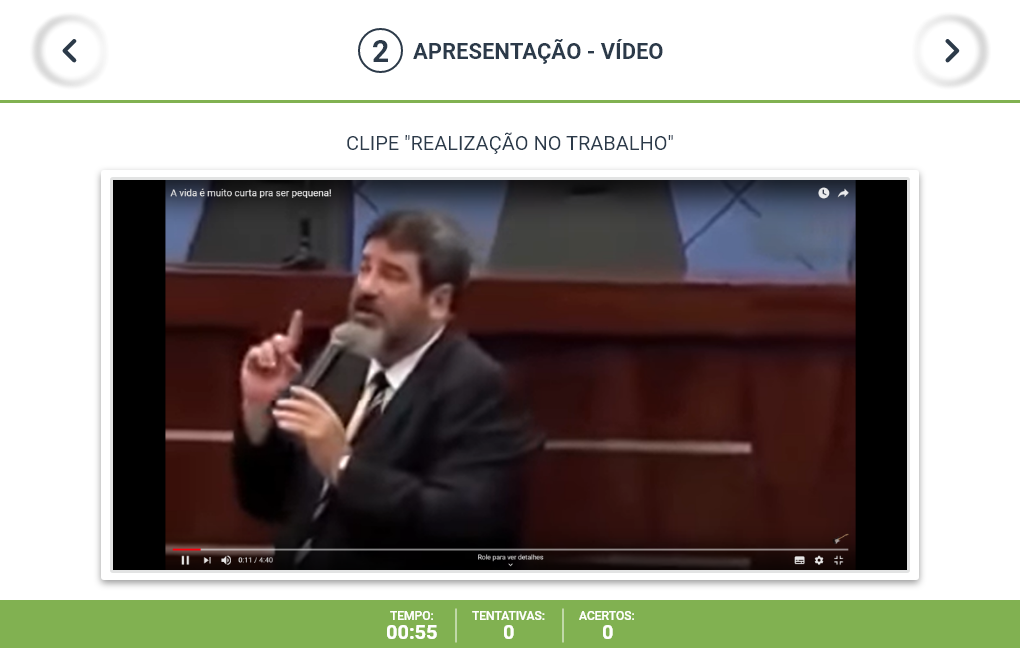 2 APRESENTAÇÃO - VÍDEO
CLIPE "REALIZAÇÃO NO TRABALHO"
A vida é muito curta pra ser pequena!
0:11 / 4:40
Role para ver detalhes
TEMPO:
00:55
TENTATIVAS:
0
ACERTOS:
0